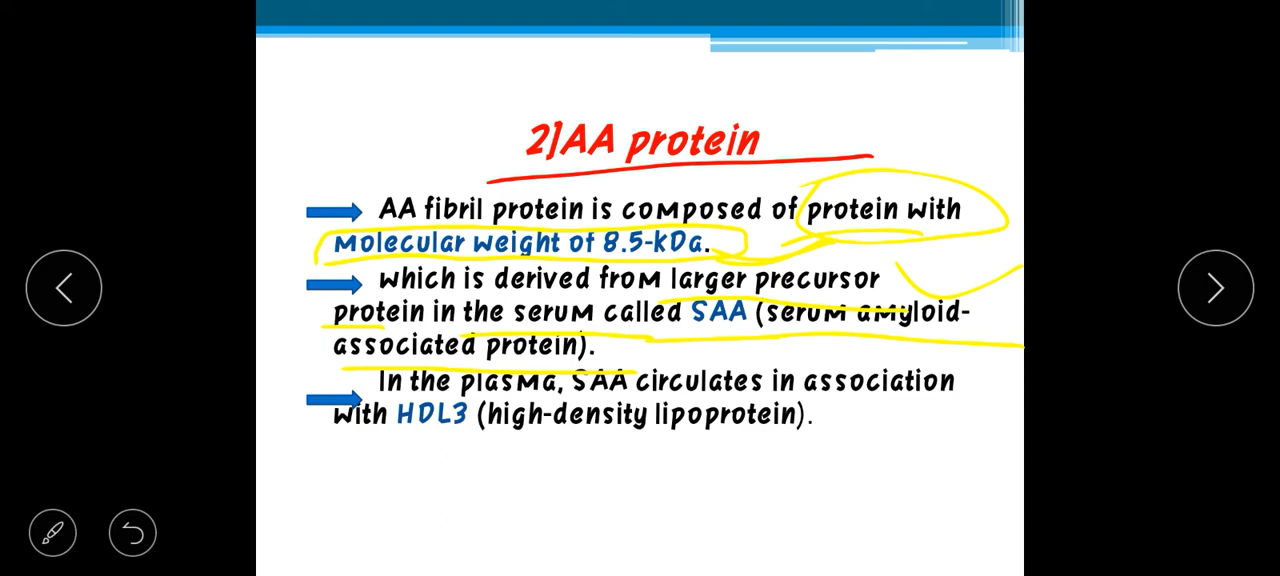 2]AA protein
AA fibril protein is composed of protein with
molecular weight of 8.5-kDa.
which is derived from larger precursor
protein in the serum called SAA (serum amyloid-
associated protein).
In the plasma, SAA circulates in association
with HDL3 (high-density lipoprotein).